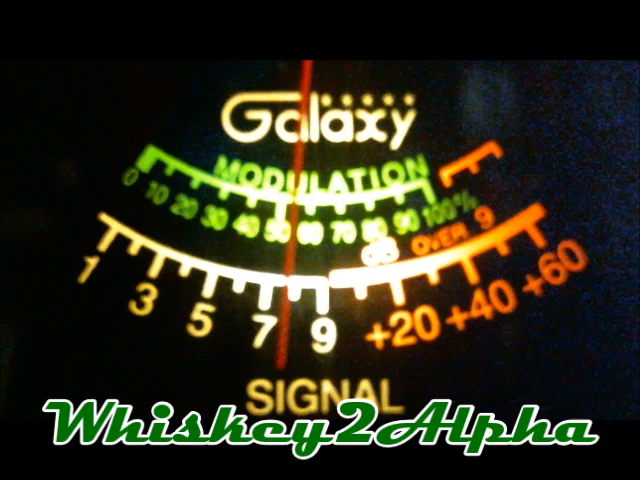 Galaxy
MODULATION
0 10 20 30 40 50 60 70 80 90 100%
dB OVER 9
1 3 5 7 9 +20 +40 +60
SIGNAL
Whiskey2Alpha